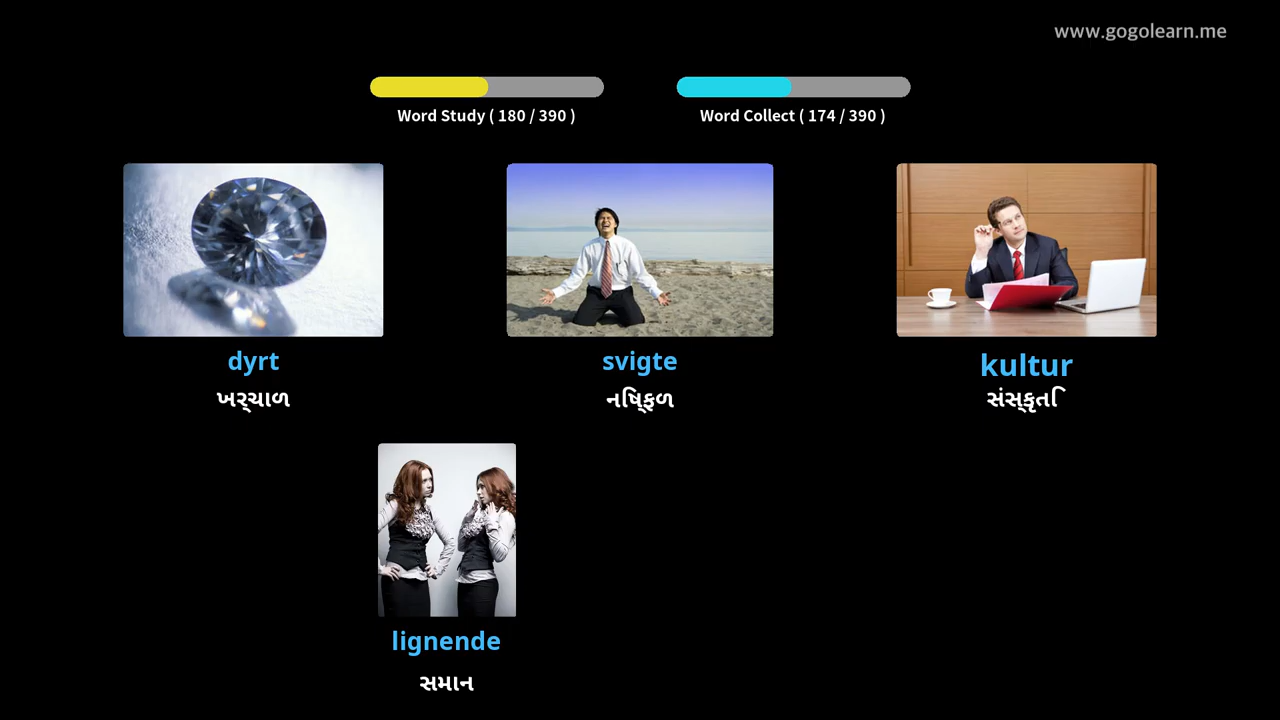 www.gogolearn.me
Word Study ( 180 / 390 )
Word Collect ( 174 / 390 )
dyrt
ખર્ચાળ
svigte
નિષ્ફળ
kultur
સંસ્કૃતિ
lignende
સમાન